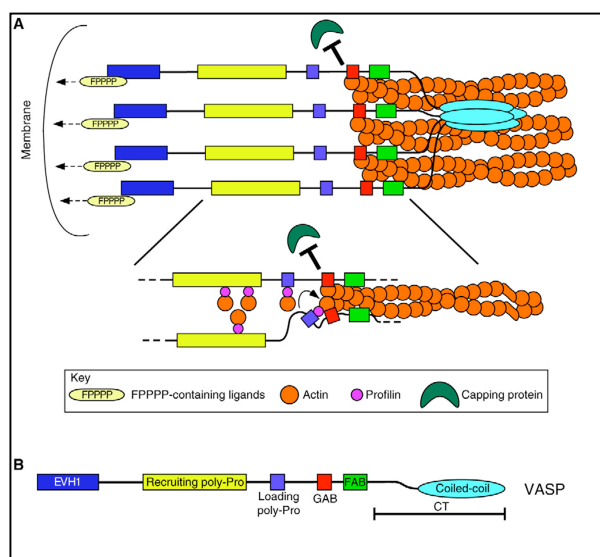 A
Membrane
FPPPP
FPPPP
FPPPP
FPPPP
Key
FPPPP FPPPP-containing ligands Actin Profilin Capping protein
B
EVH1 Recruiting poly-Pro FAB Coiled-coil VASP
Loading
poly-Pro
GAB
CT